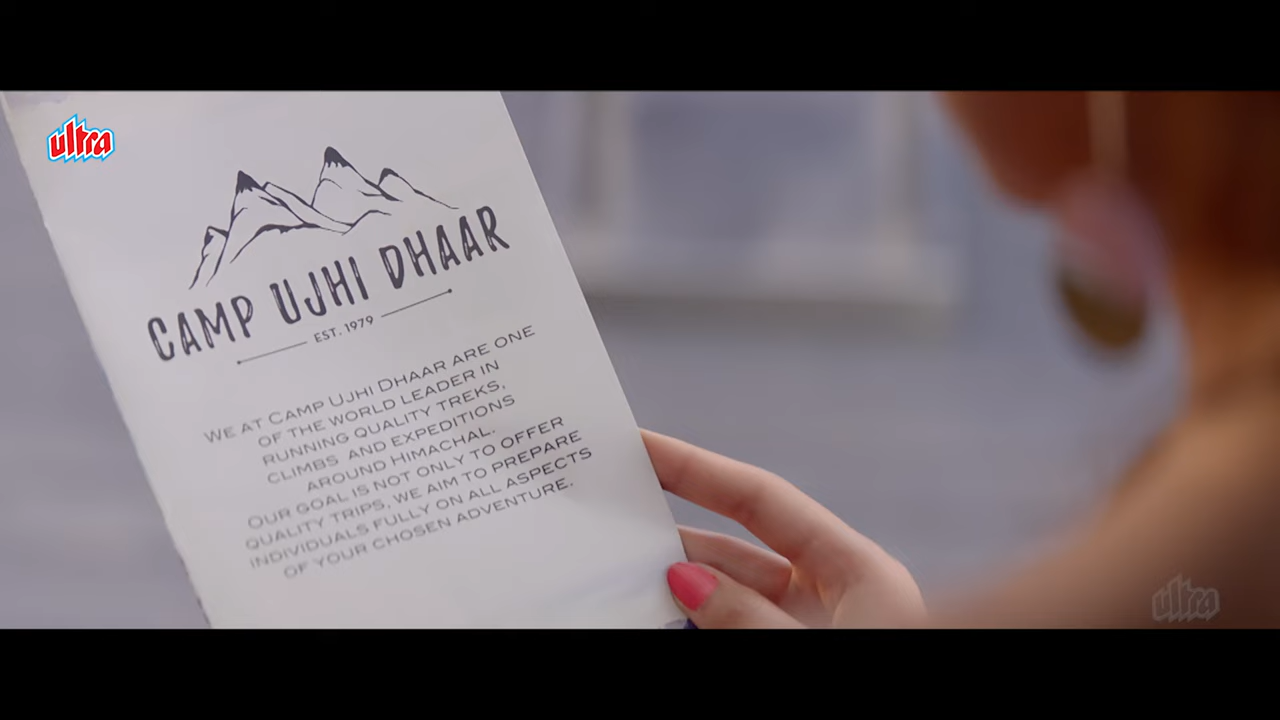 ultra
CAMP UJHI DHAAR
EST. 1979
WE AT CAMP UJHI DHAAR ARE ONE
OF THE WORLD LEADER IN
RUNNING QUALITY TREKS,
CLIMBS AND EXPEDITIONS
AROUND HIMACHAL.
OUR GOAL IS NOT ONLY TO OFFER
QUALITY TRIPS, WE AIM TO PREPARE
INDIVIDUALS FULLY ON ALL ASPECTS
OF YOUR CHOSEN ADVENTURE.
ultra